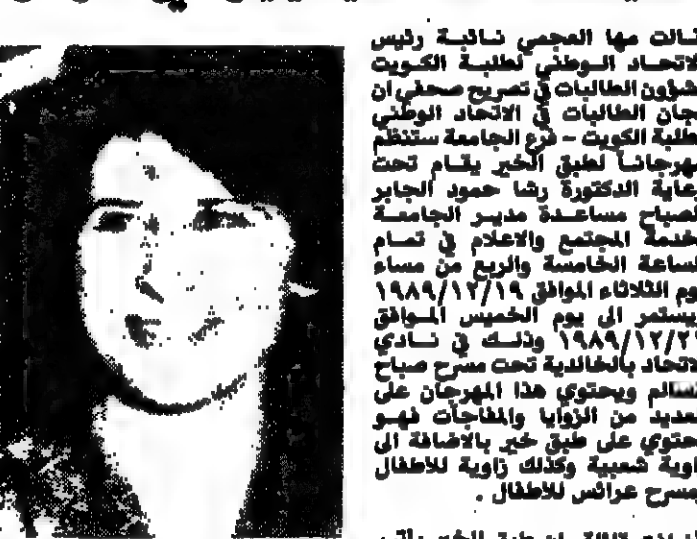 قالت مها العجمي نائبة رئيس
الاتحاد الوطني لطلبة الكويت
لشؤون الطالبات في تصريح صحفي ان
لجان الطالبات في الاتحاد الوطني
لطلبة الكويت - فرع الجامعة ستنظم
مهرجانا لطبق الخير يقام تحت
رعاية الدكتورة رشا حمود الجابر
الصباح مساعدة مدير الجامعة
لخدمة المجتمع والاعلام في تمام
الساعة الخامسة والربع من مساء
يوم الثلاثاء الموافق ١٩٨٩/١٢/١٩
ويستمر الى يوم الخميس الموافق
١٩٨٩/١٢/٢١ وذلك في نادي
الاتحاد بالخالدية تحت مسرح صباح
السالم ويحتوي هذا المهرجان على
العديد من الزوايا والمفاجآت فهو
يحتوي على طبق خير بالاضافة الى
زاوية شعبية وكذلك زاوية للأطفال
ومسرح عرائس للأطفال .